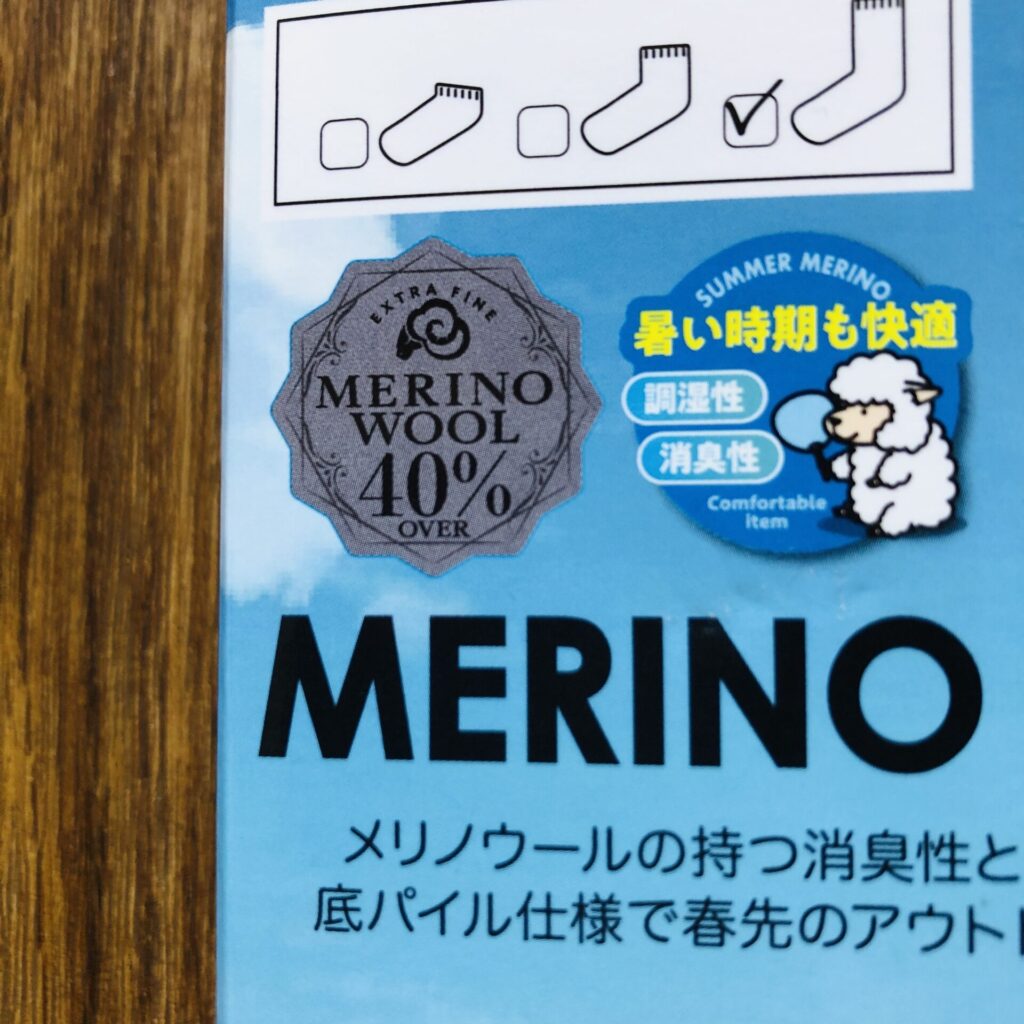 EXTRA FINE
MERINO
WOOL
40%
OVER
SUMMER MERINO
暑い時期も快適
調湿性
消臭性
Comfortable
item
MERINO
メリノウールの持つ消臭性と
底パイル仕様で春先のアウト